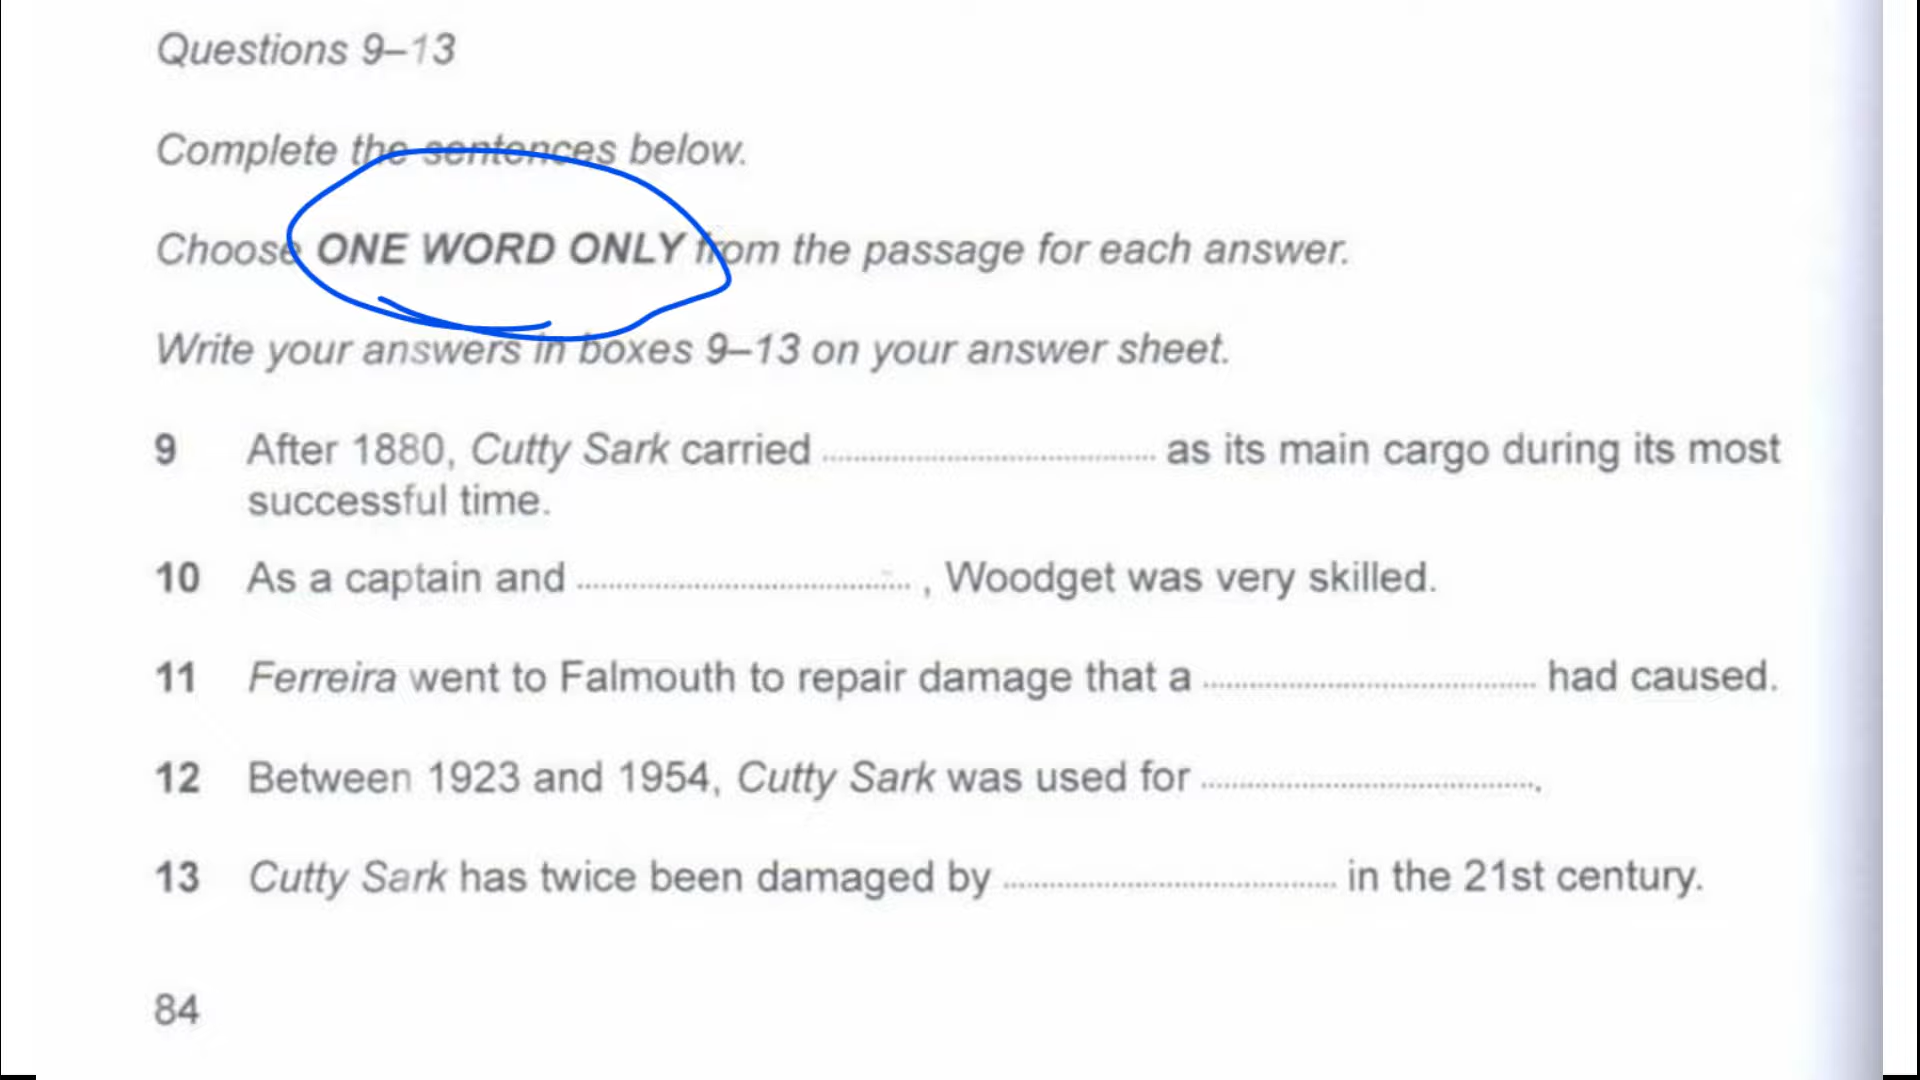 Questions 9–13
Complete the sentences below.
Choose ONE WORD ONLY from the passage for each answer.
Write your answers in boxes 9–13 on your answer sheet.
9 After 1880, Cutty Sark carried .................................... as its main cargo during its most
successful time.
10 As a captain and .................................... , Woodget was very skilled.
11 Ferreira went to Falmouth to repair damage that a .................................... had caused.
12 Between 1923 and 1954, Cutty Sark was used for .................................... .
13 Cutty Sark has twice been damaged by .................................... in the 21st century.
84